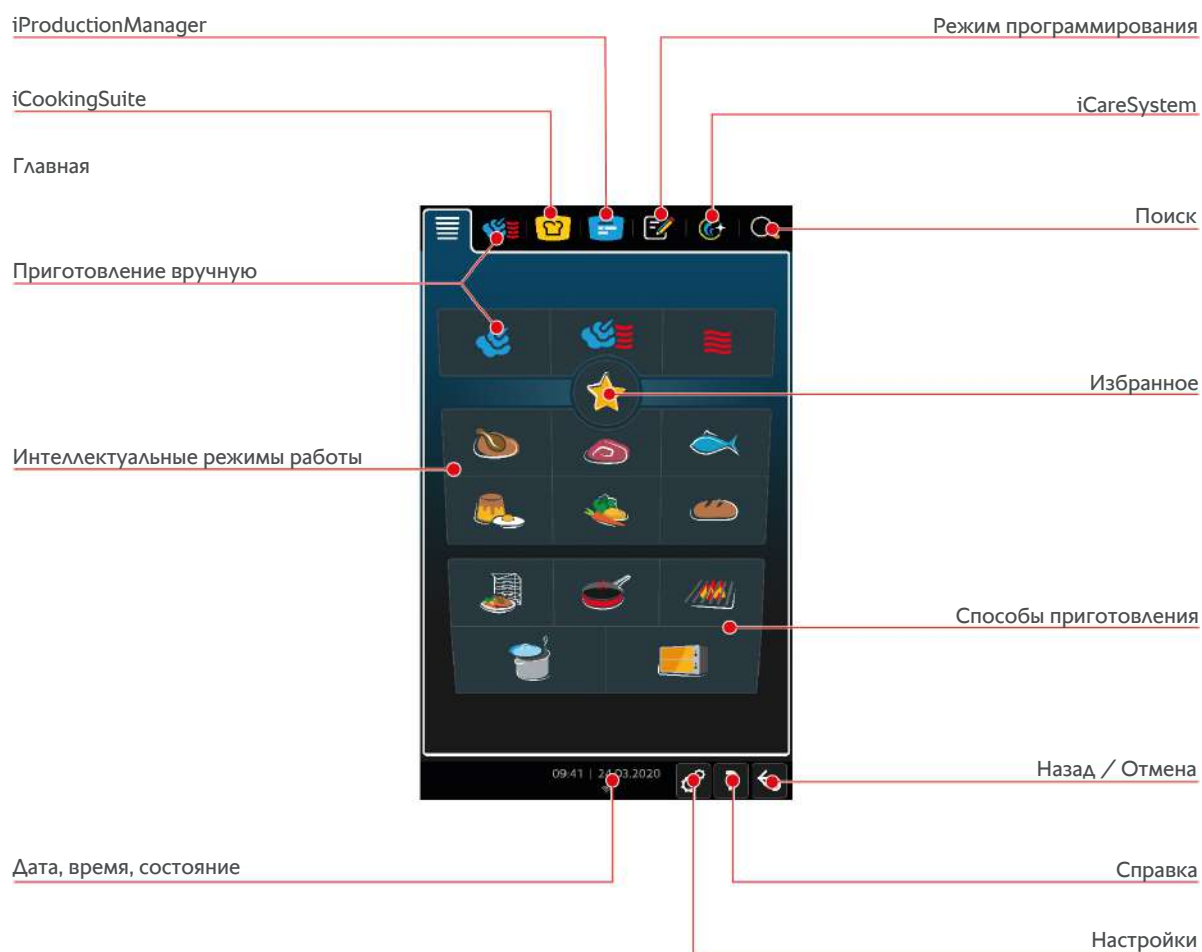 iProductionManager
Режим программирования
iCookingSuite
iCareSystem
Главная
Поиск
Приготовление вручную
Избранное
Интеллектуальные режимы работы
Способы приготовления
09:41 | 24.03.2020
Назад / Отмена
Дата, время, состояние
Справка
Настройки